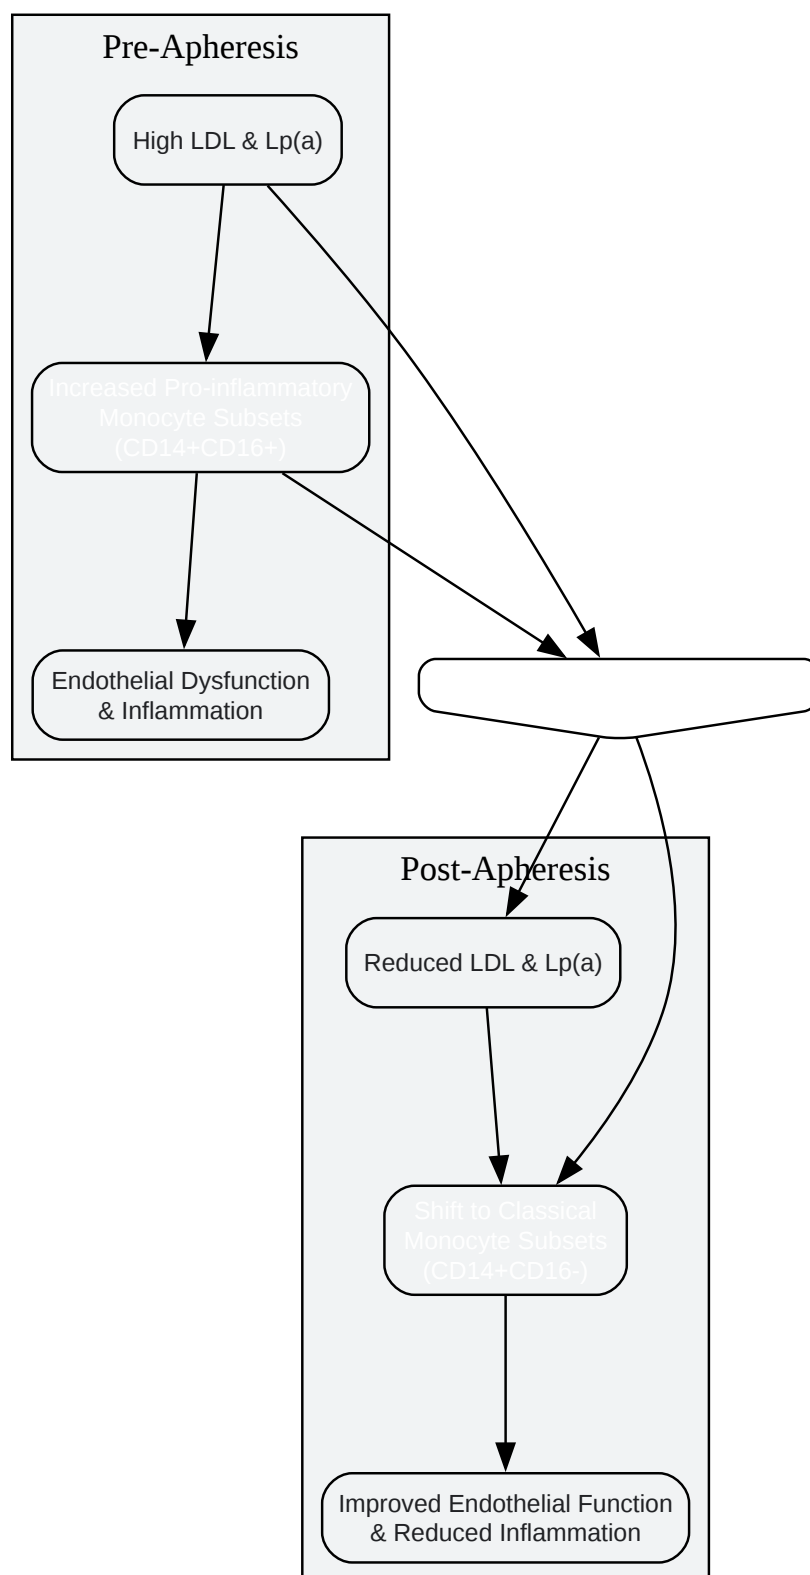 Pre-Apheresis
High LDL & Lp(a)
Increased Pro-inflammatory
Monocyte Subsets
(CD14+CD16+)
Endothelial Dysfunction
& Inflammation
Post-Apheresis
Reduced LDL & Lp(a)
Shift to Classical
Monocyte Subsets
(CD14+CD16-)
Improved Endothelial Function
& Reduced Inflammation